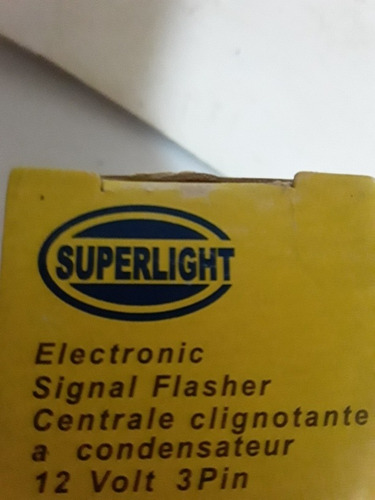 SUPERLIGHT
Electronic
Signal Flasher
Centrale clignotante
a condensateur
12 Volt 3Pin